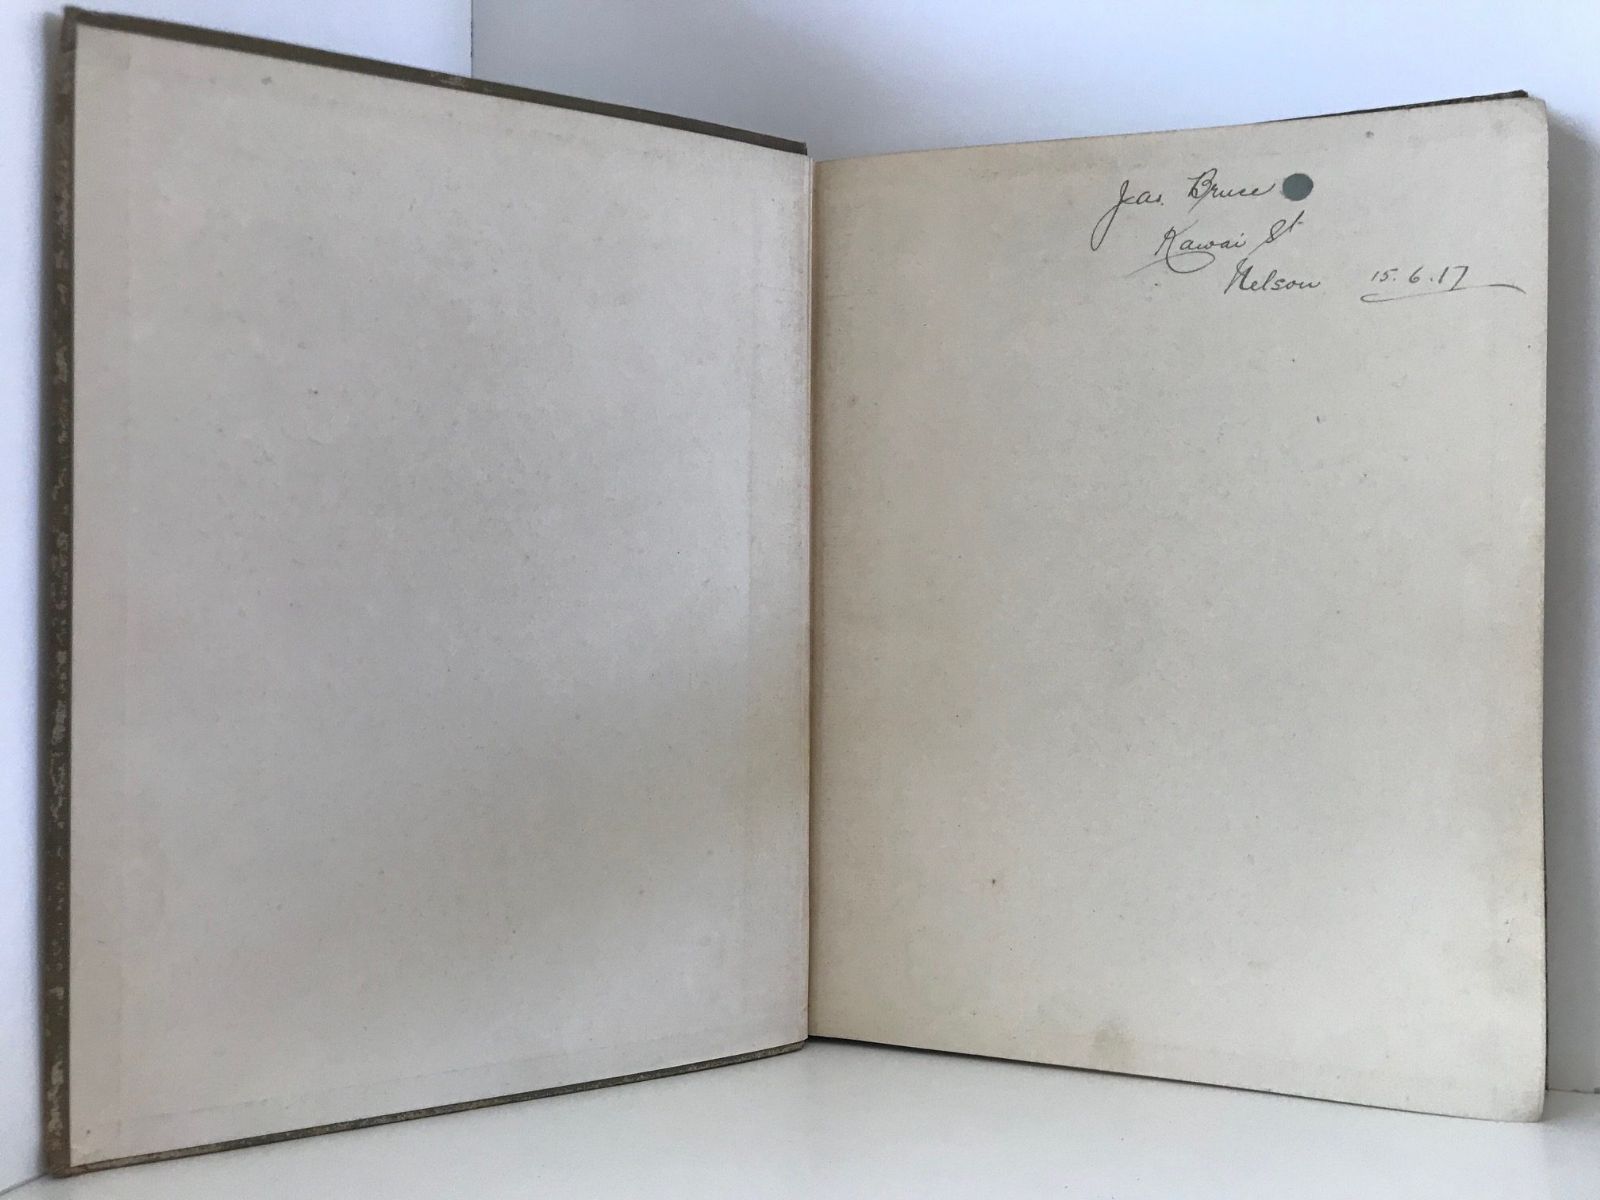 Jas. Bruce
Kawai St
Nelson 15.6.17